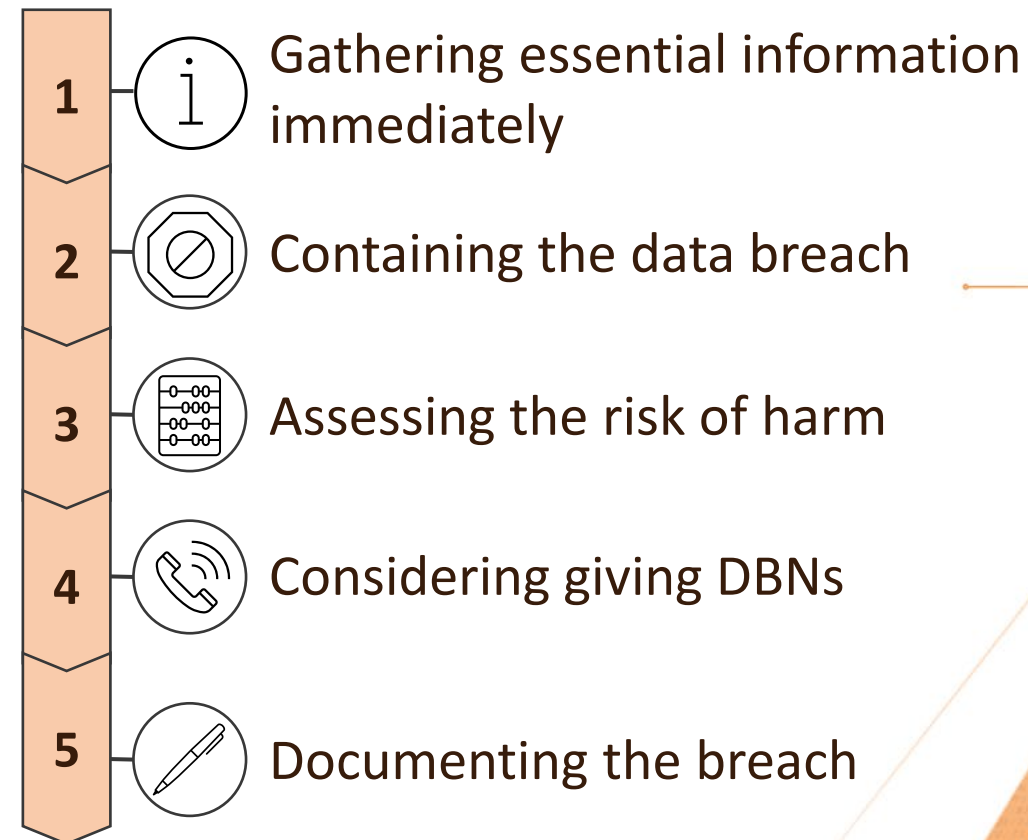 1
Gathering essential information
immediately
2
Containing the data breach
3
Assessing the risk of harm
4
Considering giving DBNs
5
Documenting the breach